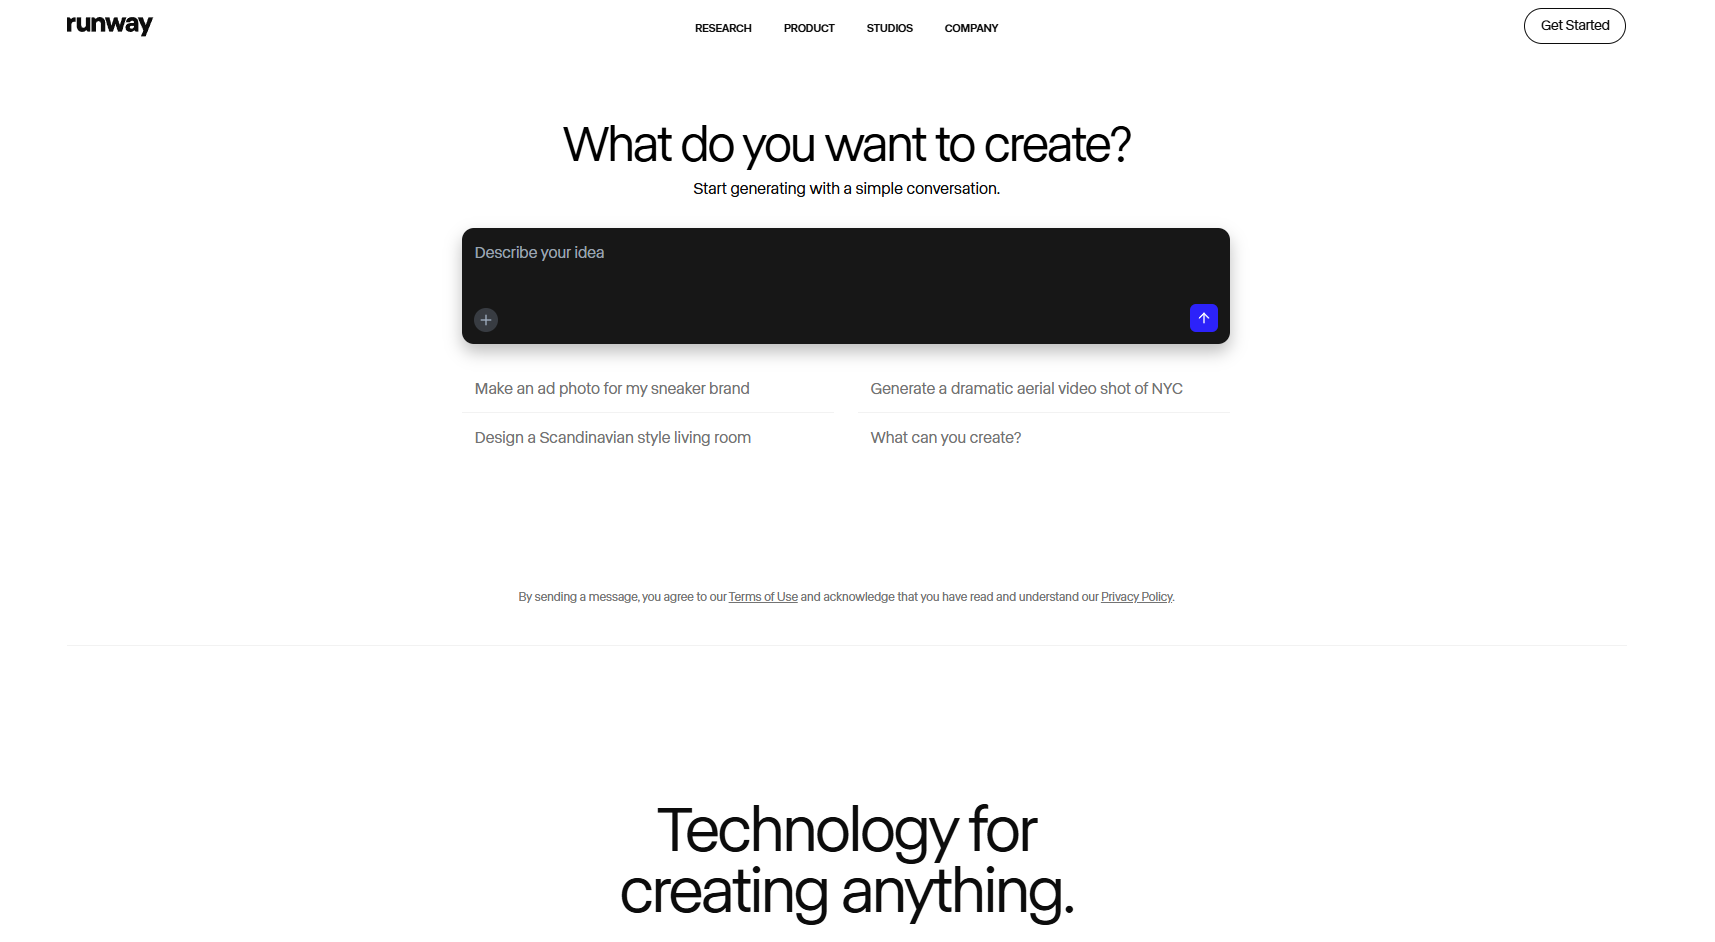 runway
RESEARCH PRODUCT STUDIOS COMPANY
Get Started
What do you want to create?
Start generating with a simple conversation.
Describe your idea
Make an ad photo for my sneaker brand
Generate a dramatic aerial video shot of NYC
Design a Scandinavian style living room
What can you create?
By sending a message, you agree to our Terms of Use and acknowledge that you have read and understand our Privacy Policy.
Technology for
creating anything.